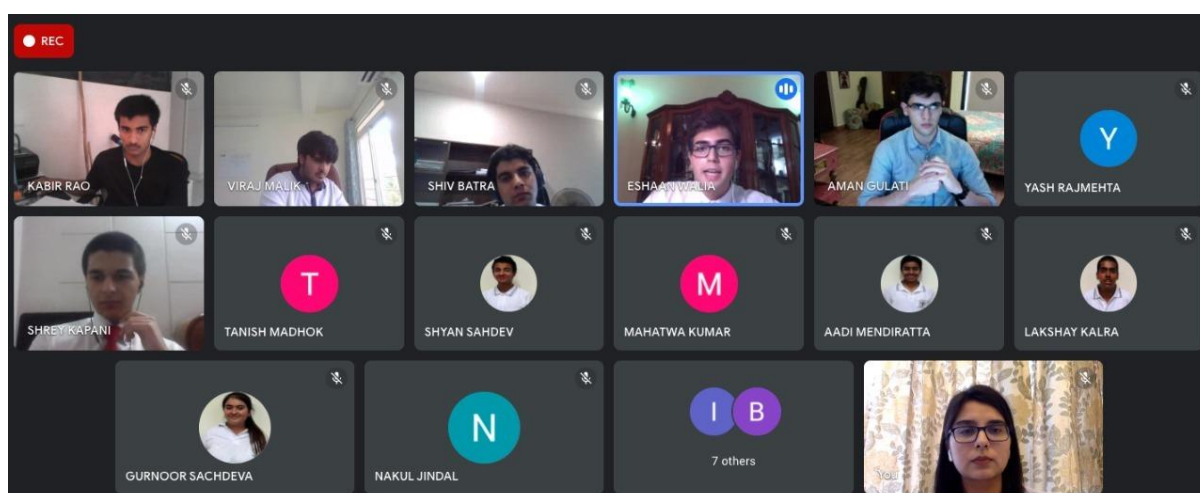 REC
KABIR RAO
VIRAJ MALIK
SHIV BATRA
ESHAAN WALIA
AMAN GULATI
Y
YASH RAJMEHTA
SHREY KAPANI
T
TANISH MADHOK
SHYAN SAHDEV
M
MAHATWA KUMAR
AADI MENDIRATTA
LAKSHAY KALRA
GURNOOR SACHDEVA
N
NAKUL JINDAL
I B
7 others
You